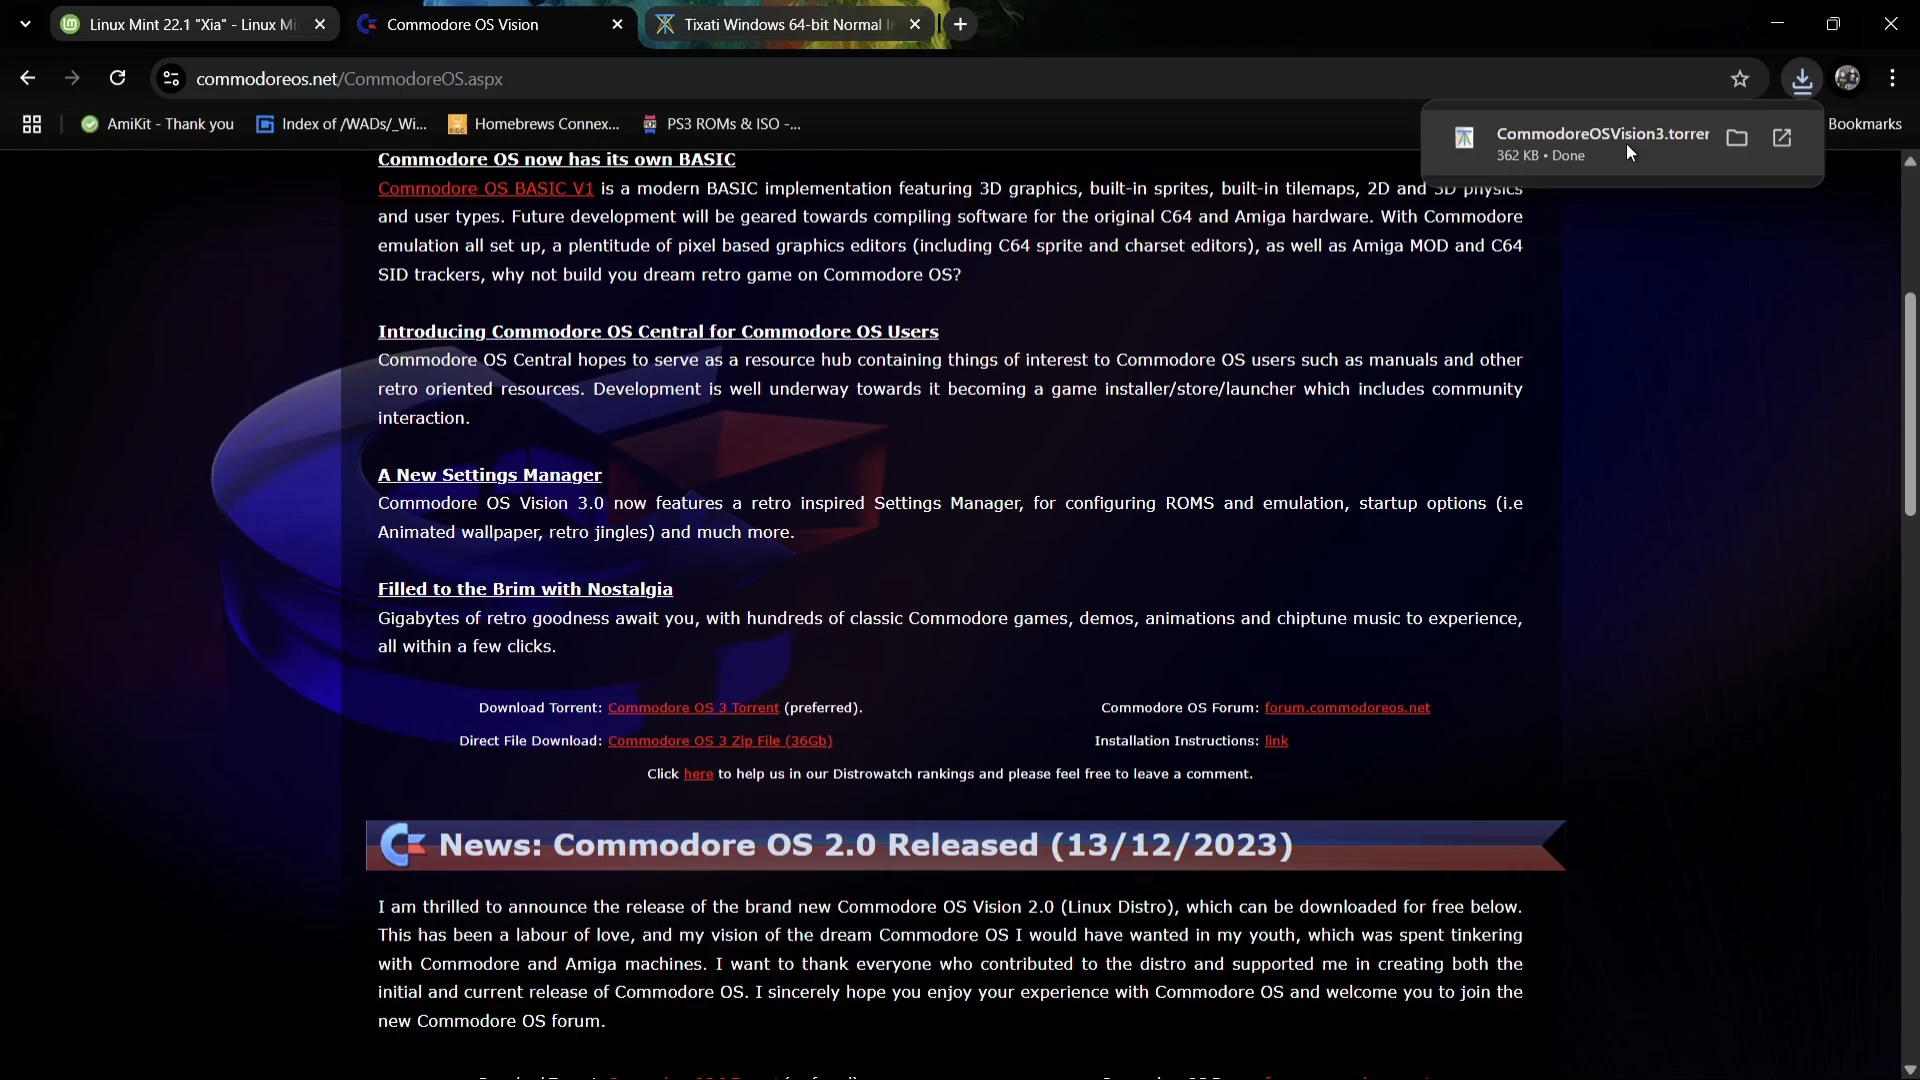 Linux Mint 22.1 "Xia" - Linux Mi
Commodore OS Vision
Tixati Windows 64-bit Normal I
commodoreos.net/CommodoreOS.aspx
AmiKit - Thank you
Index of /WADs/_Wi...
Homebrews Connex...
PS3 ROMs & ISO -...
Bookmarks
CommodoreOSVision3.torrer
362 KB • Done
Commodore OS now has its own BASIC
Commodore OS BASIC V1 is a modern BASIC implementation featuring 3D graphics, built-in sprites, built-in tilemaps, 2D and 3D physics
and user types. Future development will be geared towards compiling software for the original C64 and Amiga hardware. With Commodore
emulation all set up, a plentitude of pixel based graphics editors (including C64 sprite and charset editors), as well as Amiga MOD and C64
SID trackers, why not build you dream retro game on Commodore OS?
Introducing Commodore OS Central for Commodore OS Users
Commodore OS Central hopes to serve as a resource hub containing things of interest to Commodore OS users such as manuals and other
retro oriented resources. Development is well underway towards it becoming a game installer/store/launcher which includes community
interaction.
A New Settings Manager
Commodore OS Vision 3.0 now features a retro inspired Settings Manager, for configuring ROMS and emulation, startup options (i.e
Animated wallpaper, retro jingles) and much more.
Filled to the Brim with Nostalgia
Gigabytes of retro goodness await you, with hundreds of classic Commodore games, demos, animations and chiptune music to experience,
all within a few clicks.
Download Torrent: Commodore OS 3 Torrent (preferred).
Commodore OS Forum: forum.commodoreos.net
Direct File Download: Commodore OS 3 Zip File (36Gb)
Installation Instructions: link
Click here to help us in our Distrowatch rankings and please feel free to leave a comment.
News: Commodore OS 2.0 Released (13/12/2023)
I am thrilled to announce the release of the brand new Commodore OS Vision 2.0 (Linux Distro), which can be downloaded for free below.
This has been a labour of love, and my vision of the dream Commodore OS I would have wanted in my youth, which was spent tinkering
with Commodore and Amiga machines. I want to thank everyone who contributed to the distro and supported me in creating both the
initial and current release of Commodore OS. I sincerely hope you enjoy your experience with Commodore OS and welcome you to join the
new Commodore OS forum.